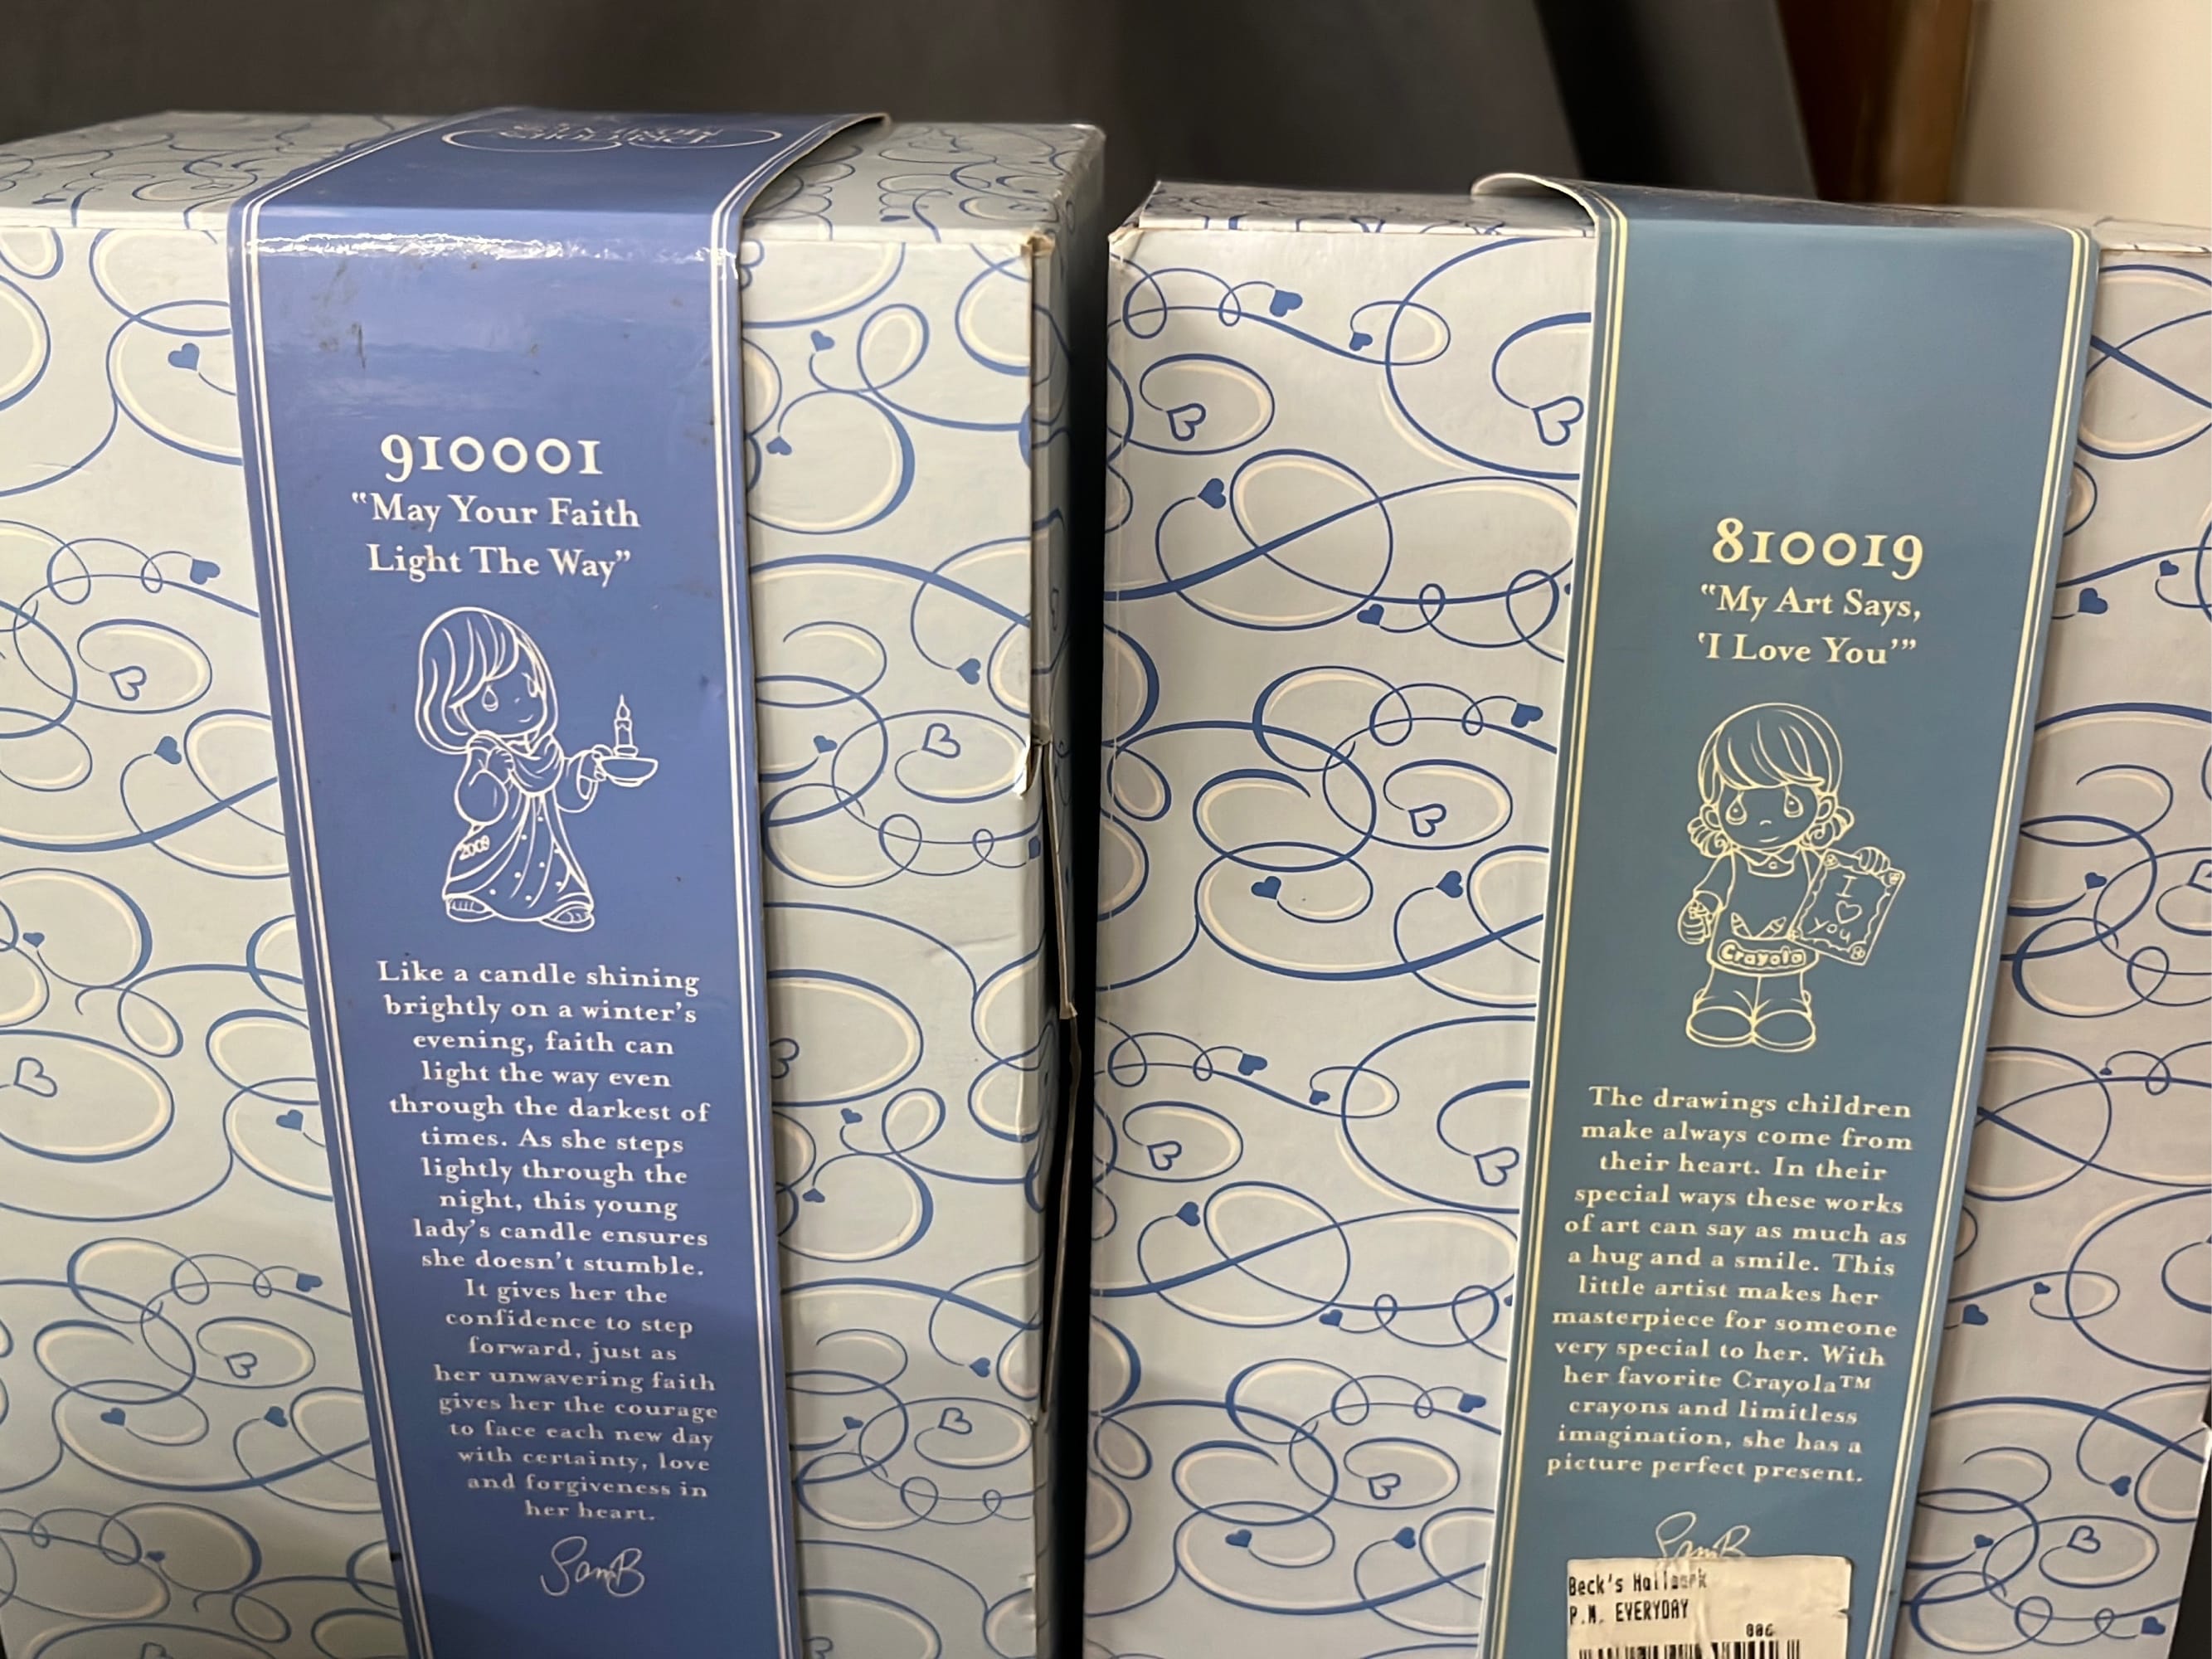 PRECIOUS
MOMENTS
910001
"May Your Faith
Light The Way"
2009
Like a candle shining
brightly on a winter's
evening, faith can
light the way even
through the darkest of
times. As she steps
lightly through the
night, this young
lady's candle ensures
she doesn't stumble.
It gives her the
confidence to step
forward, just as
her unwavering faith
gives her the courage
to face each new day
with certainty, love
and forgiveness in
her heart.
SamB
810019
"My Art Says,
'I Love You'"
I
♡
you
Crayola
The drawings children
make always come from
their heart. In their
special ways these works
of art can say as much as
a hug and a smile. This
little artist makes her
masterpiece for someone
very special to her. With
her favorite Crayola™
crayons and limitless
imagination, she has a
picture perfect present.
SamB
Beck's Hallmark
P.M. EVERYDAY